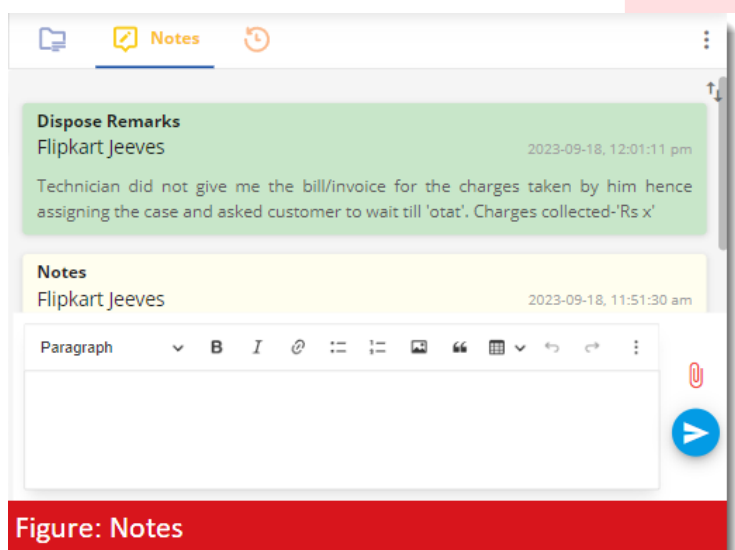 Notes
Dispose Remarks
Flipkart Jeeves 2023-09-18, 12:01:11 pm
Technician did not give me the bill/invoice for the charges taken by him hence
assigning the case and asked customer to wait till 'otat'. Charges collected-'Rs x'
Notes
Flipkart Jeeves 2023-09-18, 11:51:30 am
Paragraph B I
Figure: Notes